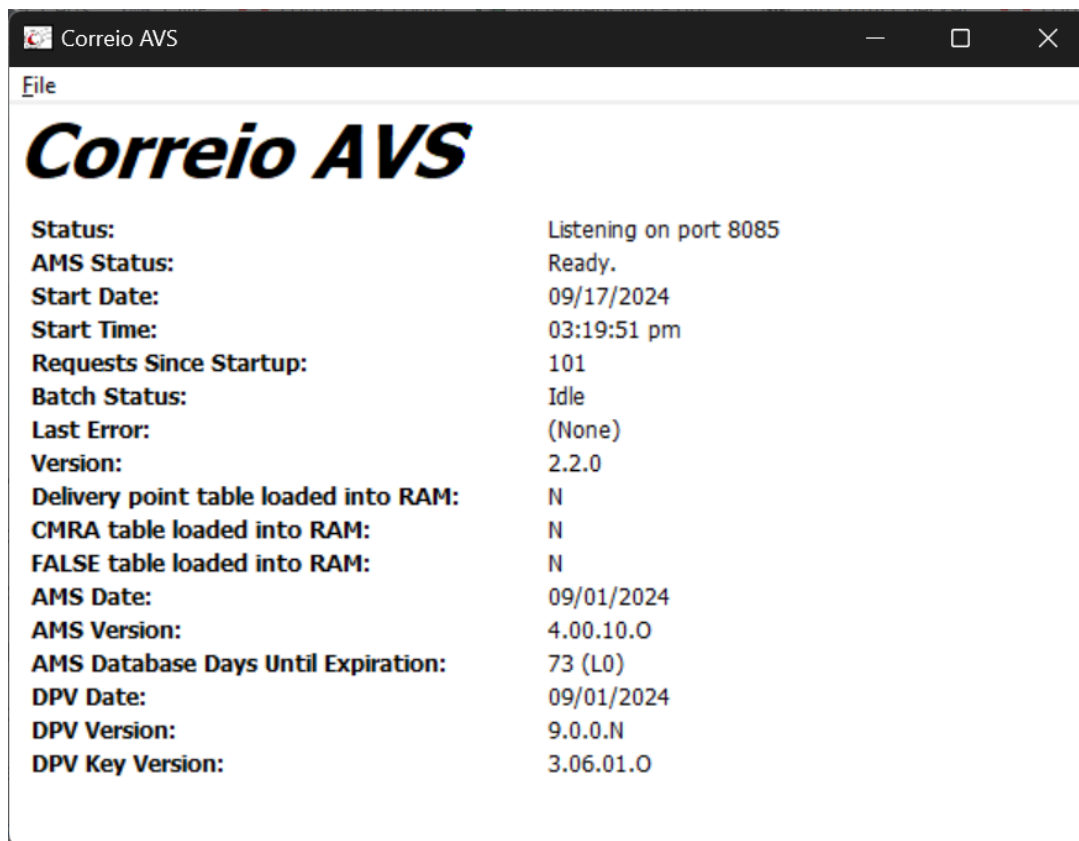 Correio AVS
File
Correio AVS
Status: Listening on port 8085
AMS Status: Ready.
Start Date: 09/17/2024
Start Time: 03:19:51 pm
Requests Since Startup: 101
Batch Status: Idle
Last Error: (None)
Version: 2.2.0
Delivery point table loaded into RAM: N
CMRA table loaded into RAM: N
FALSE table loaded into RAM: N
AMS Date: 09/01/2024
AMS Version: 4.00.10.O
AMS Database Days Until Expiration: 73 (L0)
DPV Date: 09/01/2024
DPV Version: 9.0.0.N
DPV Key Version: 3.06.01.O